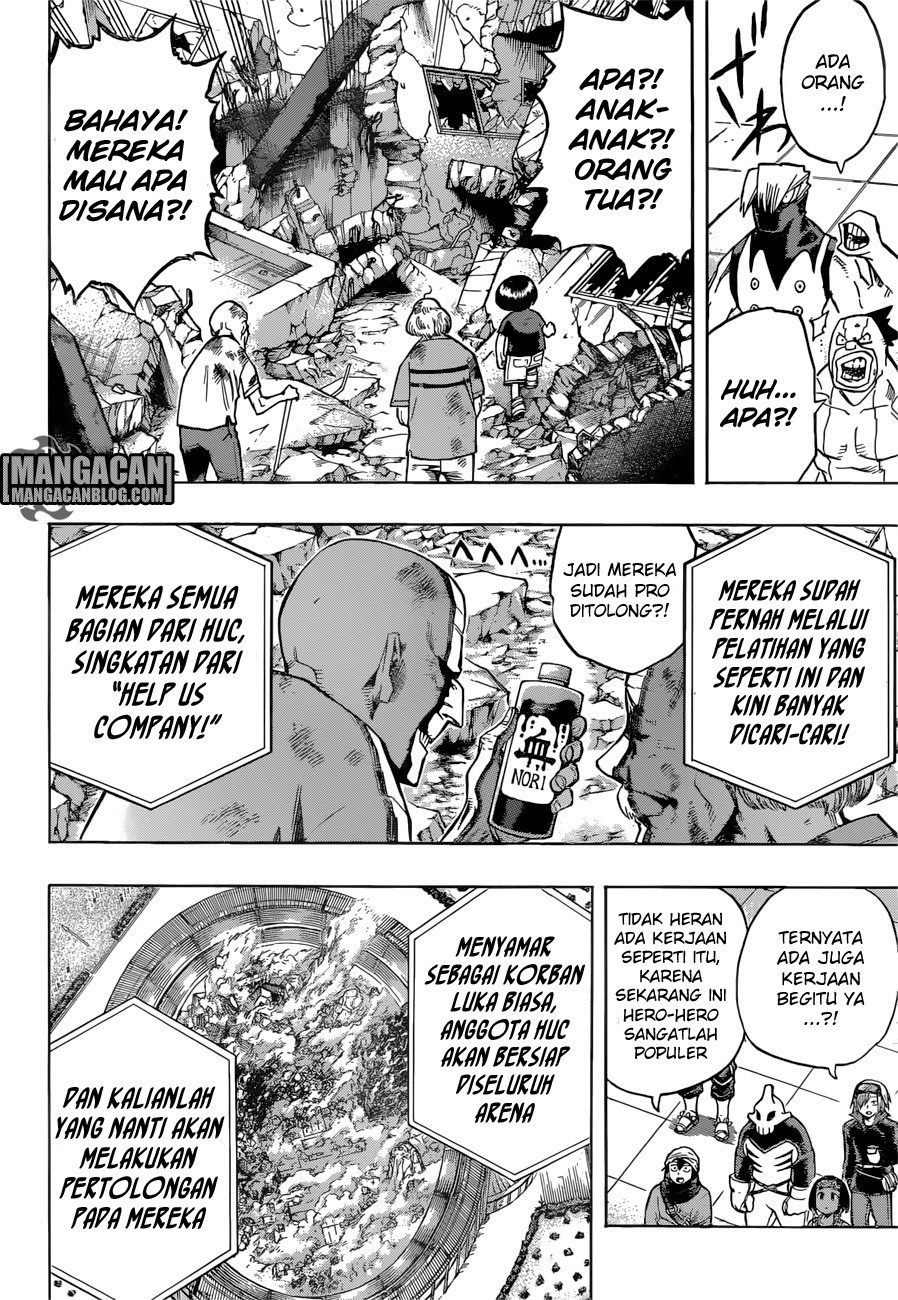 ADA
ORANG
...!
HUH...
APA?!
APA?!
ANAK-
ANAK?!
ORANG
TUA?!
BAHAYA!
MEREKA
MAU APA
DISANA?!
[MANGACAN]
MANGACANBLOG.COM
MEREKA SUDAH
PERNAH MELALUI
PELATIHAN YANG
SEPERTI INI DAN
KINI BANYAK
DICARI-CARI!
JADI MEREKA
SUDAH PRO
DITOLONG?!
NORI
MEREKA SEMUA
BAGIAN DARI HUC,
SINGKATAN DARI
"HELP US
COMPANY!"
TERNYATA
ADA JUGA
KERJAAN
BEGITU YA
...?!
TIDAK HERAN
ADA KERJAAN
SEPERTI ITU,
KARENA
SEKARANG INI
HERO-HERO
SANGATLAH
POPULER
MENYAMAR
SEBAGAI KORBAN
LUKA BIASA,
ANGGOTA HUC
AKAN BERSIAP
DISELURUH
ARENA
DAN KALIANLAH
YANG NANTI AKAN
MELAKUKAN
PERTOLONGAN
PADA MEREKA